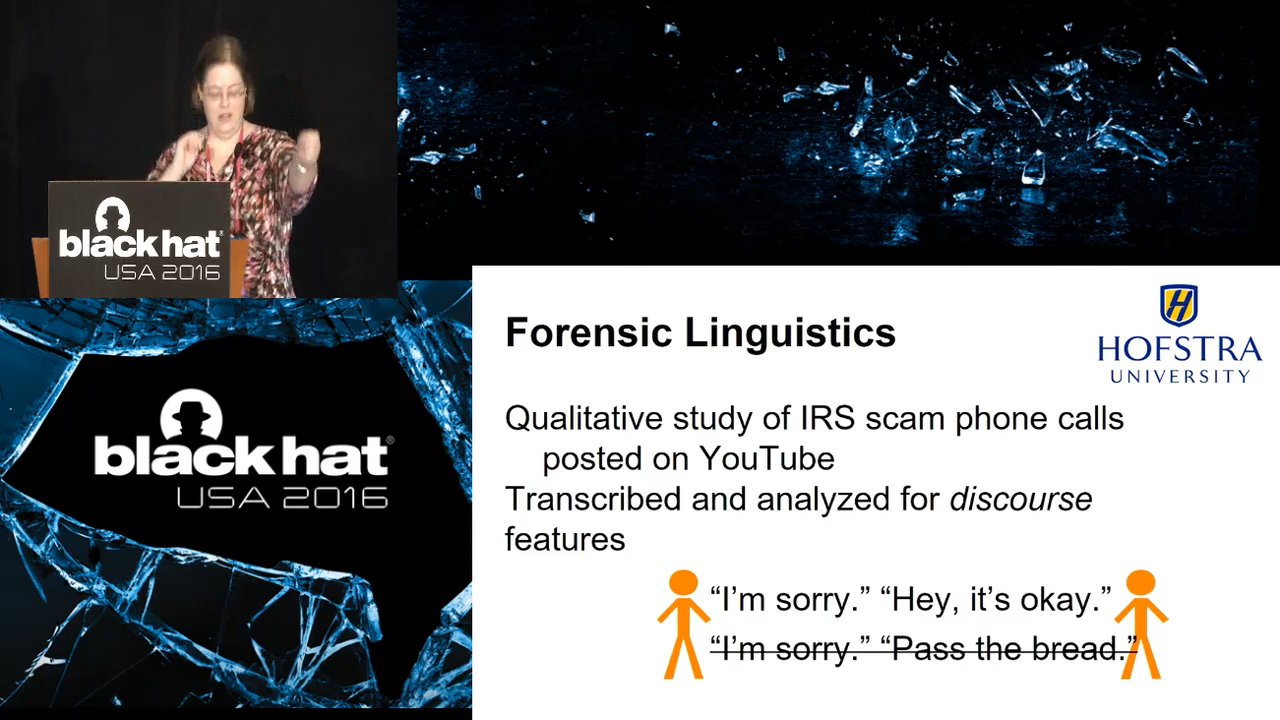 black hat
USA 2016
black hat®
USA 2016
Forensic Linguistics
HOFSTRA
UNIVERSITY
Qualitative study of IRS scam phone calls
posted on YouTube
Transcribed and analyzed for discourse
features
“I’m sorry.” “Hey, it’s okay.”
“I’m sorry.” “Pass the bread.”